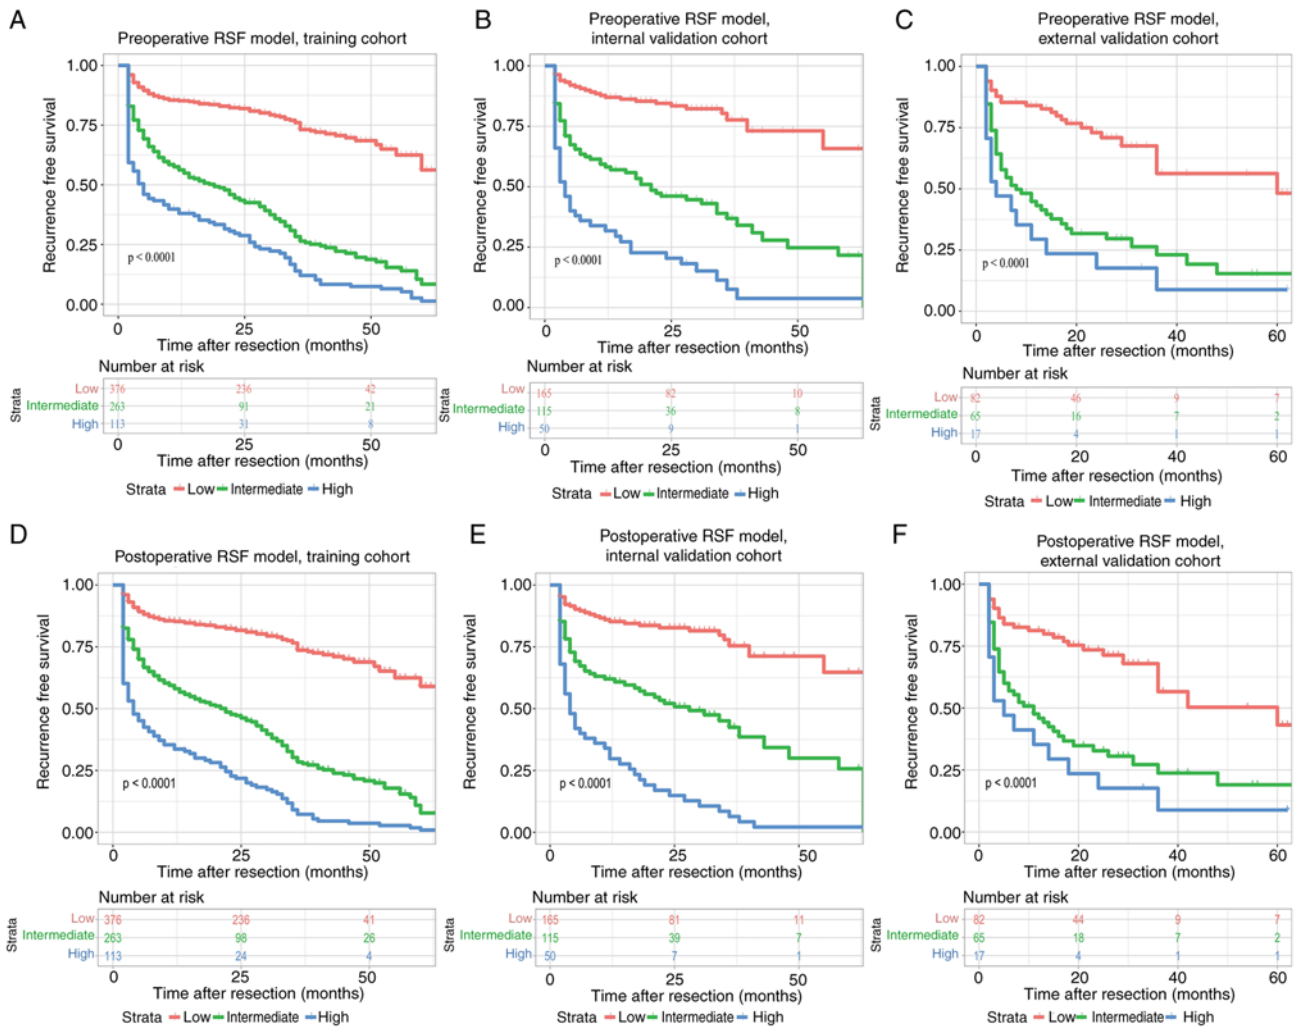 A
Preoperative RSF model, training cohort
Recurrence free survival
1.00
0.75
0.50
0.25
0.00
p < 0.0001
0 25 50
Time after resection (months)
Number at risk
Strata
Low 376 236 42
Intermediate 263 91 21
High 113 31 8
0 25 50
Time after resection (months)
Strata Low Intermediate High
B
Preoperative RSF model,
internal validation cohort
Recurrence free survival
1.00
0.75
0.50
0.25
0.00
p < 0.0001
0 25 50
Time after resection (months)
Number at risk
Strata
Low 165 82 10
Intermediate 115 36 8
High 50 9 1
0 25 50
Time after resection (months)
Strata Low Intermediate High
C
Preoperative RSF model,
external validation cohort
Recurrence free survival
1.00
0.75
0.50
0.25
0.00
p < 0.0001
0 20 40 60
Time after resection (months)
Number at risk
Strata
Low 82 46 9 7
Intermediate 65 16 7 2
High 17 4 1 1
0 20 40 60
Time after resection (months)
Strata Low Intermediate High
D
Postoperative RSF model, training cohort
Recurrence free survival
1.00
0.75
0.50
0.25
0.00
p < 0.0001
0 25 50
Time after resection (months)
Number at risk
Strata
Low 376 236 41
Intermediate 263 98 26
High 113 24 4
0 25 50
Time after resection (months)
Strata Low Intermediate High
E
Postoperative RSF model,
internal validation cohort
Recurrence free survival
1.00
0.75
0.50
0.25
0.00
p < 0.0001
0 25 50
Time after resection (months)
Number at risk
Strata
Low 165 81 11
Intermediate 115 39 7
High 50 7 1
0 25 50
Time after resection (months)
Strata Low Intermediate High
F
Postoperative RSF model,
external validation cohort
Recurrence free survival
1.00
0.75
0.50
0.25
0.00
p < 0.0001
0 20 40 60
Time after resection (months)
Number at risk
Strata
Low 82 44 9 7
Intermediate 65 18 7 2
High 17 4 1 1
0 20 40 60
Time after resection (months)
Strata Low Intermediate High